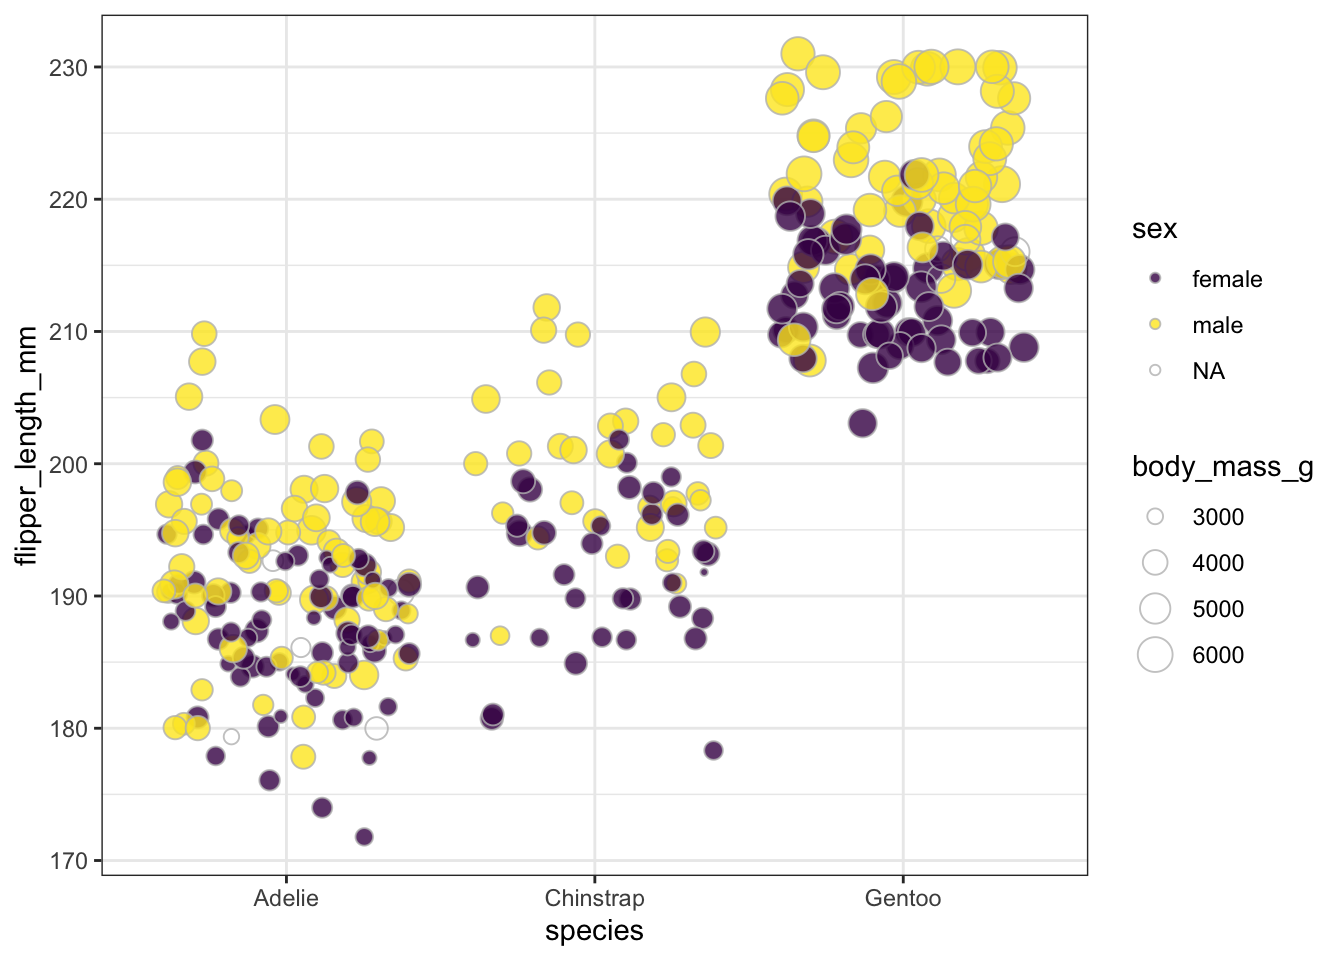 flipper_length_mm
230
220
210
200
190
180
170
Adelie
Chinstrap
Gentoo
species
sex
female
male
NA
body_mass_g
3000
4000
5000
6000